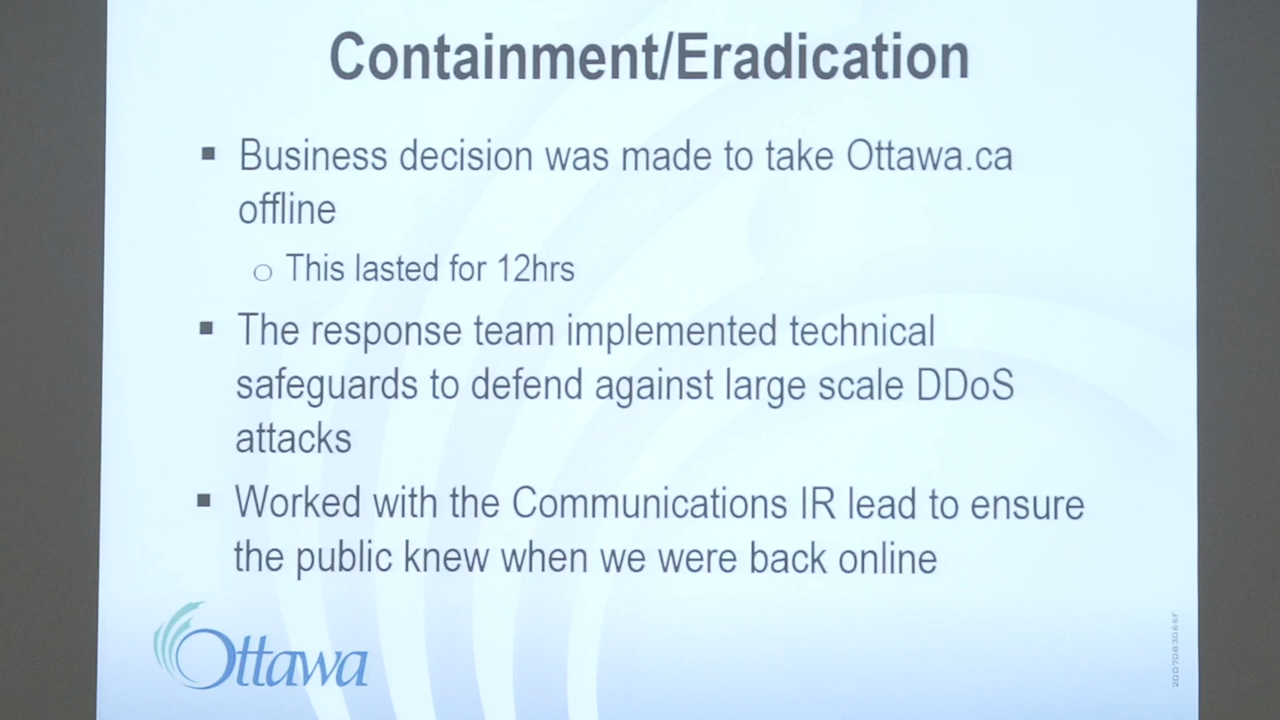 Containment/Eradication
▪ Business decision was made to take Ottawa.ca
offline
o This lasted for 12hrs
▪ The response team implemented technical
safeguards to defend against large scale DDoS
attacks
▪ Worked with the Communications IR lead to ensure
the public knew when we were back online
Ottawa